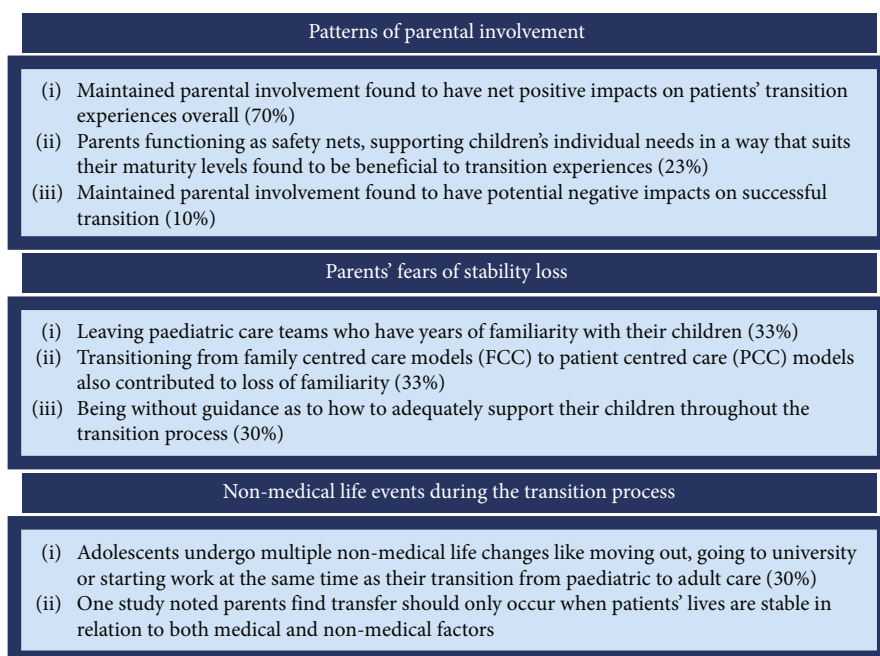 Patterns of parental involvement
(i) Maintained parental involvement found to have net positive impacts on patients' transition
experiences overall (70%)
(ii) Parents functioning as safety nets, supporting children's individual needs in a way that suits
their maturity levels found to be beneficial to transition experiences (23%)
(iii) Maintained parental involvement found to have potential negative impacts on successful
transition (10%)
Parents' fears of stability loss
(i) Leaving paediatric care teams who have years of familiarity with their children (33%)
(ii) Transitioning from family centred care models (FCC) to patient centred care (PCC) models
also contributed to loss of familiarity (33%)
(iii) Being without guidance as to how to adequately support their children throughout the
transition process (30%)
Non-medical life events during the transition process
(i) Adolescents undergo multiple non-medical life changes like moving out, going to university
or starting work at the same time as their transition from paediatric to adult care (30%)
(ii) One study noted parents find transfer should only occur when patients' lives are stable in
relation to both medical and non-medical factors